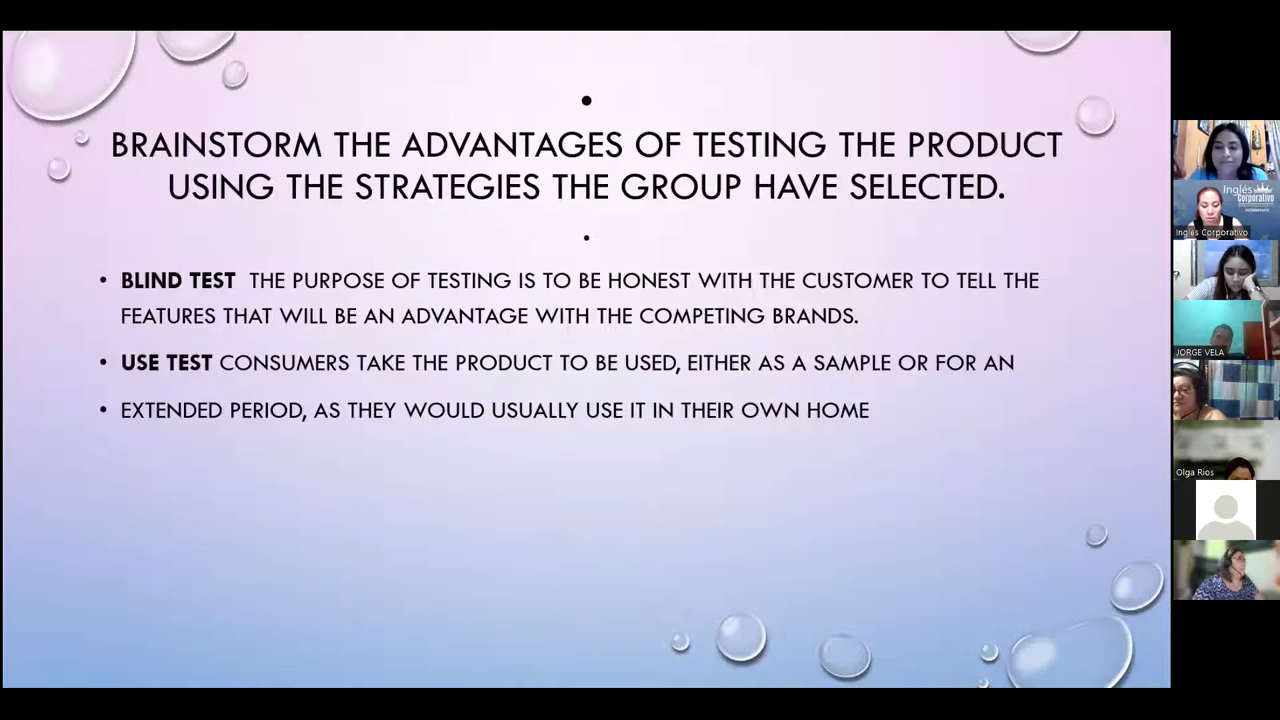 BRAINSTORM THE ADVANTAGES OF TESTING THE PRODUCT
USING THE STRATEGIES THE GROUP HAVE SELECTED.
• BLIND TEST THE PURPOSE OF TESTING IS TO BE HONEST WITH THE CUSTOMER TO TELL THE
FEATURES THAT WILL BE AN ADVANTAGE WITH THE COMPETING BRANDS.
• USE TEST CONSUMERS TAKE THE PRODUCT TO BE USED, EITHER AS A SAMPLE OR FOR AN
• EXTENDED PERIOD, AS THEY WOULD USUALLY USE IT IN THEIR OWN HOME
Inglés
Corporativo
Inglés Corporativo
JORGE VELA
Olga Rios